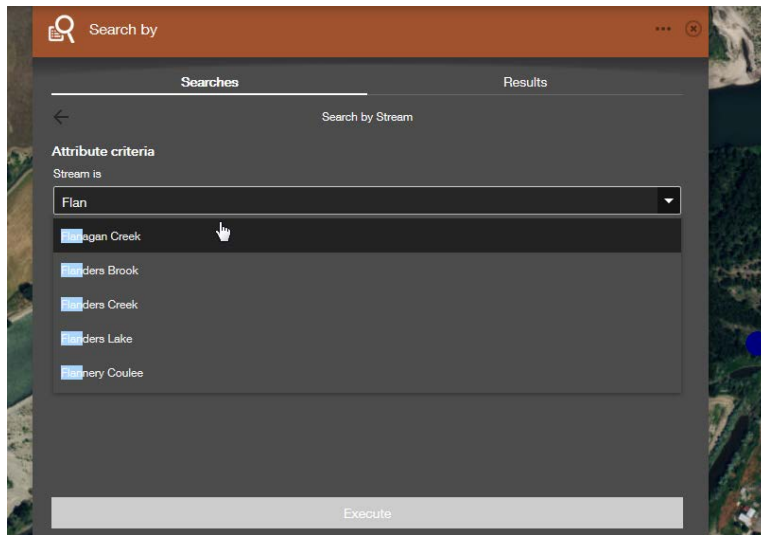 Search by
Searches Results
Search by Stream
Attribute criteria
Stream is
Flan
Flanagan Creek
Flanders Brook
Flanders Creek
Flanders Lake
Flannery Coulee
Execute